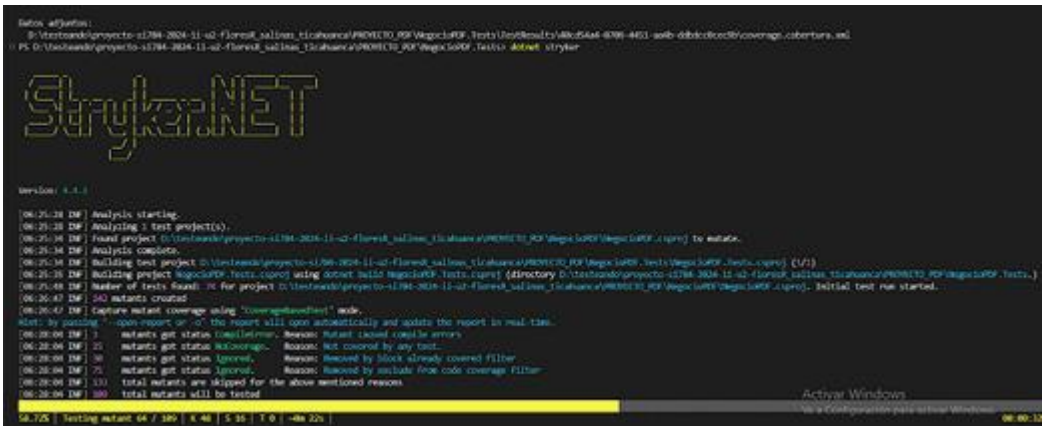 Datos adjuntos:
D:\testeando\proyecto-si784-2024-ii-u2-floresR_salinas_ticahuanca\PROYECTO_PDF\NegocioPDF.Tests\TestResults\ \coverage.cobertura.xml
PS D:\testeando\proyecto-si784-2024-ii-u2-floresR_salinas_ticahuanca\PROYECTO_PDF\NegocioPDF.Tests> dotnet stryker
Stryker.NET
Version: 4.4.1
[06:25:28 INF] Analysis starting.
[06:25:28 INF] Analyzing 1 test project(s).
[06:25:34 INF] Found project D:\testeando\proyecto-si784-2024-ii-u2-floresR_salinas_ticahuanca\PROYECTO_PDF\NegocioPDF\NegocioPDF.csproj to mutate.
[06:25:34 INF] Analysis complete.
[06:25:34 INF] Building test project D:\testeando\proyecto-si784-2024-ii-u2-floresR_salinas_ticahuanca\PROYECTO_PDF\NegocioPDF.Tests\NegocioPDF.Tests.csproj (1/1)
[06:25:35 INF] Building project NegocioPDF.Tests.csproj using dotnet build NegocioPDF.Tests.csproj (directory D:\testeando\proyecto-si784-2024-ii-u2-floresR_salinas_ticahuanca\PROYECTO_PDF\NegocioPDF.Tests.)
[06:25:48 INF] Number of tests found: 74 for project D:\testeando\proyecto-si784-2024-ii-u2-floresR_salinas_ticahuanca\PROYECTO_PDF\NegocioPDF\NegocioPDF.csproj. Initial test run started.
[06:26:47 INF] 242 mutants created
[06:26:47 INF] Capture mutant coverage using "CoverageBasedTest" mode.
Hint: by passing "--open-report or -o" the report will open automatically and update the report in real-time.
[06:28:04 INF] 3 mutants got status CompileError. Reason: Mutant caused compile errors
[06:28:04 INF] 25 mutants got status NoCoverage. Reason: Not covered by any test.
[06:28:04 INF] 30 mutants got status Ignored. Reason: Removed by block already covered filter
[06:28:04 INF] 75 mutants got status Ignored. Reason: Removed by exclude from code coverage filter
[06:28:04 INF] 133 total mutants are skipped for the above mentioned reasons
[06:28:04 INF] 109 total mutants will be tested
Activar Windows
Ve a Configuración para activar Windows.
58.72% | Testing mutant 64 / 109 | K 48 | S 16 | T 0 | ~0m 22s | 00:00:32